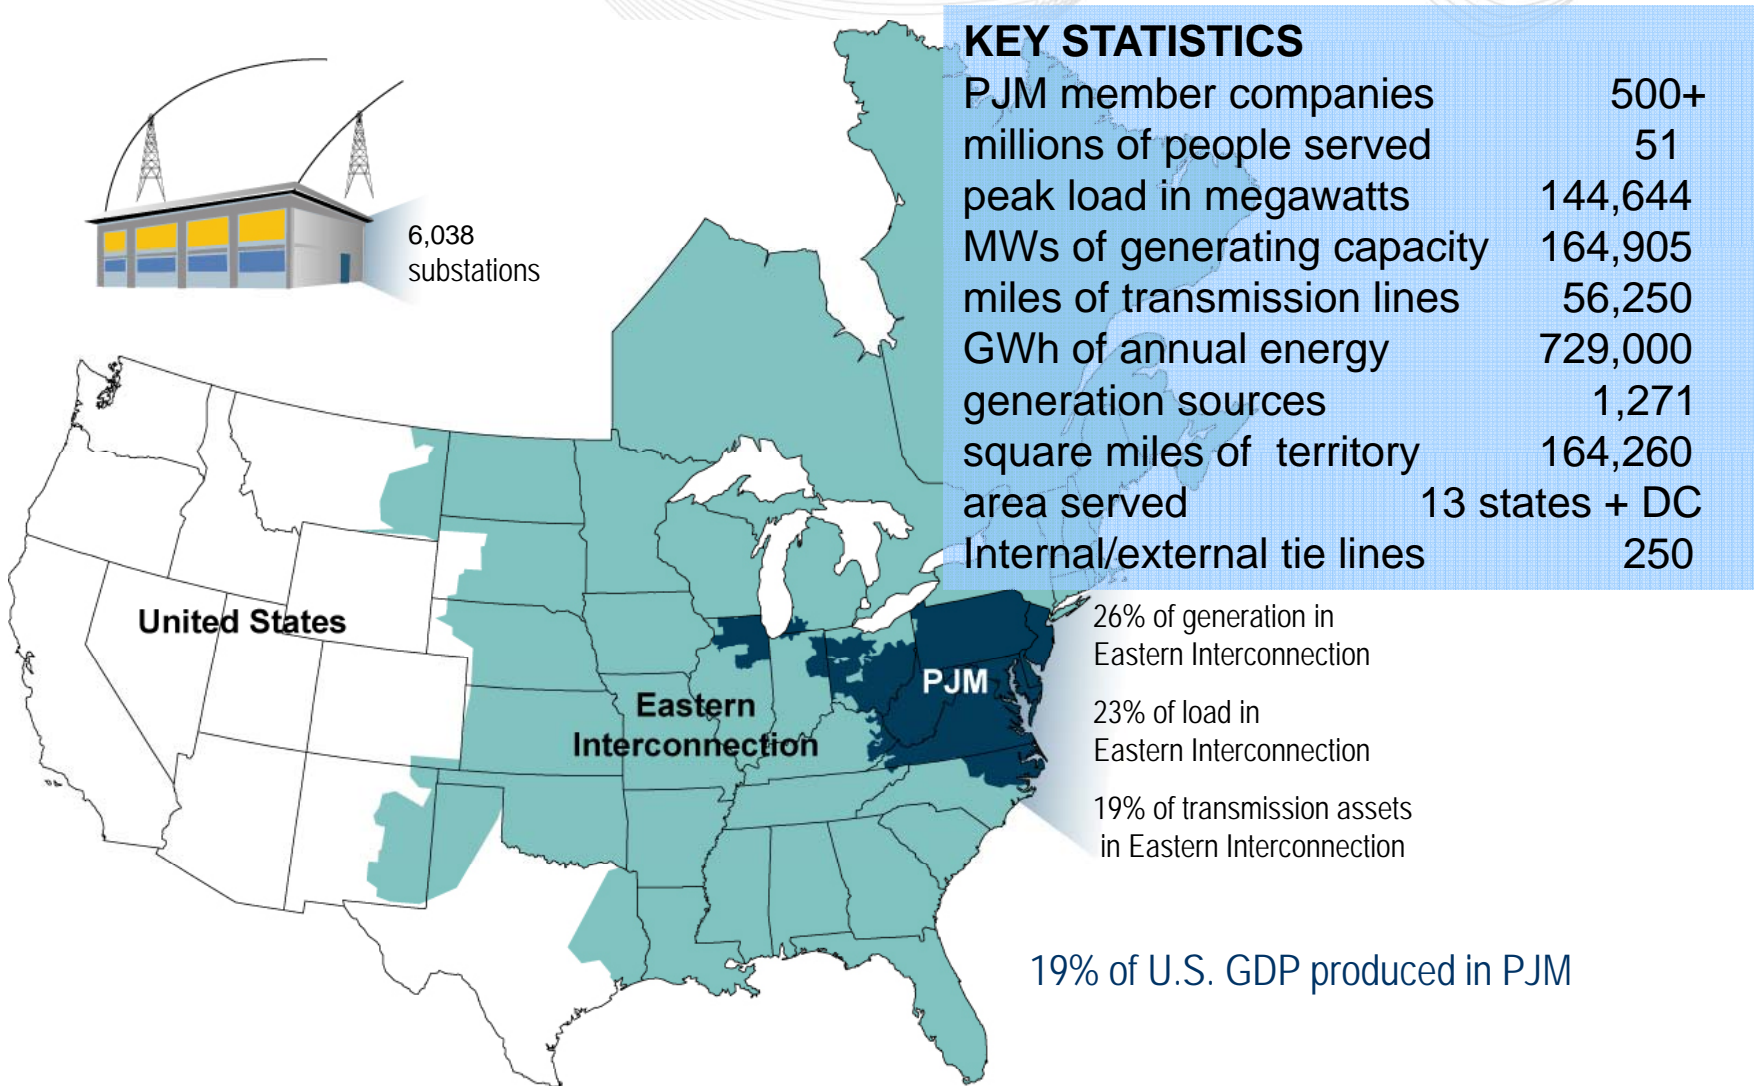 KEY STATISTICS
PJM member companies 500+
millions of people served 51
peak load in megawatts 144,644
MWs of generating capacity 164,905
miles of transmission lines 56,250
GWh of annual energy 729,000
generation sources 1,271
square miles of territory 164,260
area served 13 states + DC
Internal/external tie lines 250
6,038
substations
United States
Eastern
Interconnection
PJM
26% of generation in
Eastern Interconnection
23% of load in
Eastern Interconnection
19% of transmission assets
in Eastern Interconnection
19% of U.S. GDP produced in PJM